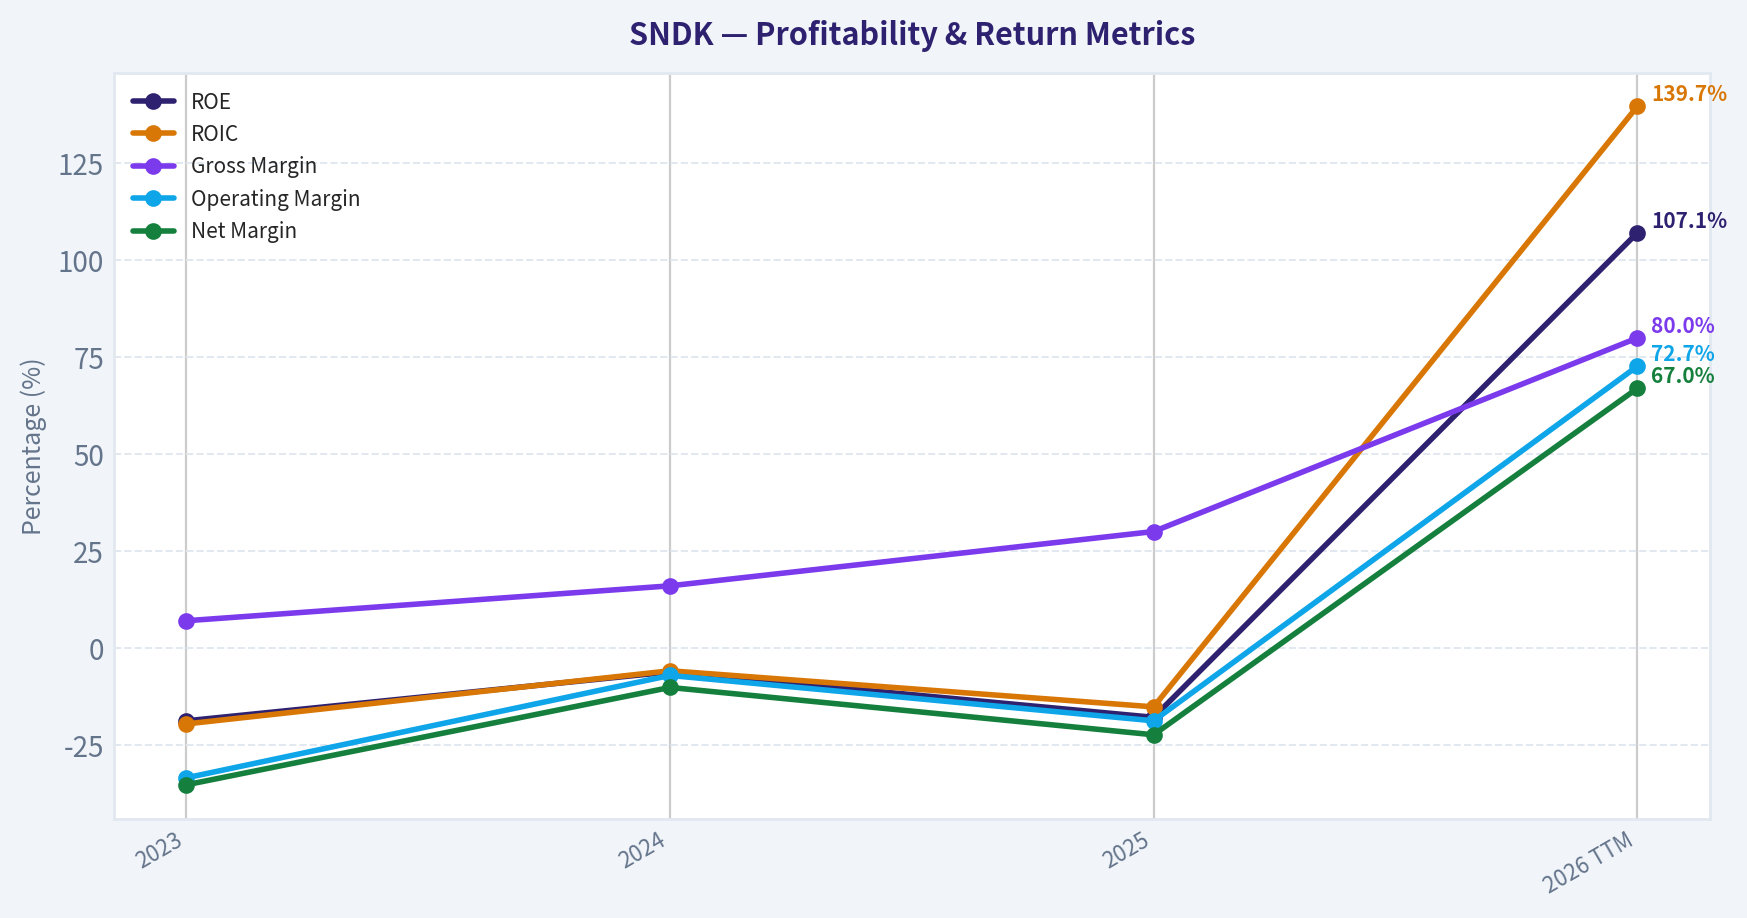 SNDK — Profitability & Return Metrics
ROE
ROIC
Gross Margin
Operating Margin
Net Margin
Percentage (%)
125
100
75
50
25
0
-25
139.7%
107.1%
80.0%
72.7%
67.0%
2023
2024
2025
2026 TTM